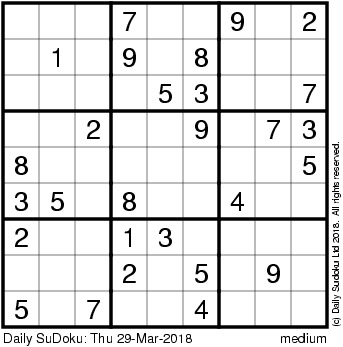 7 9 2
1 9 8
5 3 7
2 9 7 3
8 5
3 5 8 4
2 1 3
2 5 9
5 7 4
Daily SuDoku: Thu 29-Mar-2018 medium
(c) Daily Sudoku Ltd 2018. All rights reserved.